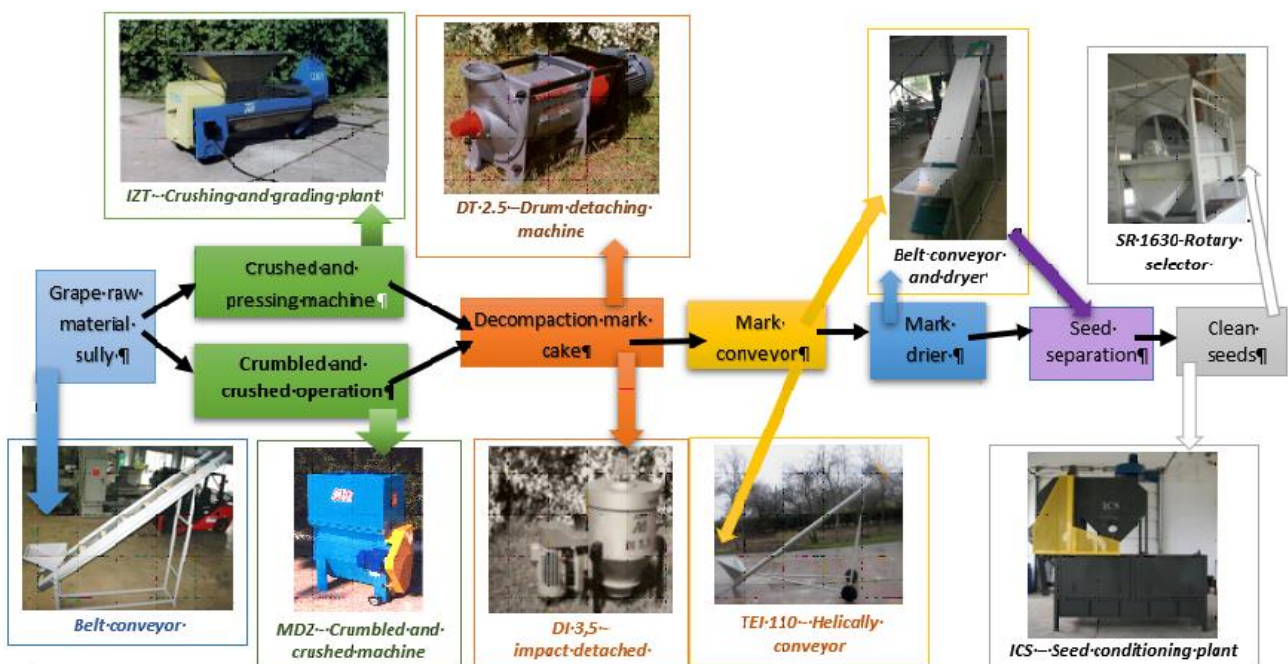 IZT--Crushing-and-grading-plant
DT-2.5-–Drum-detaching-
machine
Belt-conveyor-
and-dryer
SR-1630-Rotary-
selector-
Grape-raw-
material-
sully-¶
Crushed-and-
pressing-machine¶
Crumbled-and-
crushed-operation¶
Decompaction-mark-
cake¶
Mark-
conveyor¶
Mark-
drier-¶
Seed-
separation¶
Clean-
seeds¶
Belt-conveyor
MD2--Crumbled-and-
crushed-machine
DI-3,5-–
impact-detached
TEI-110--Helically-
conveyor
ICS
ICS-–-Seed-conditioning-plant